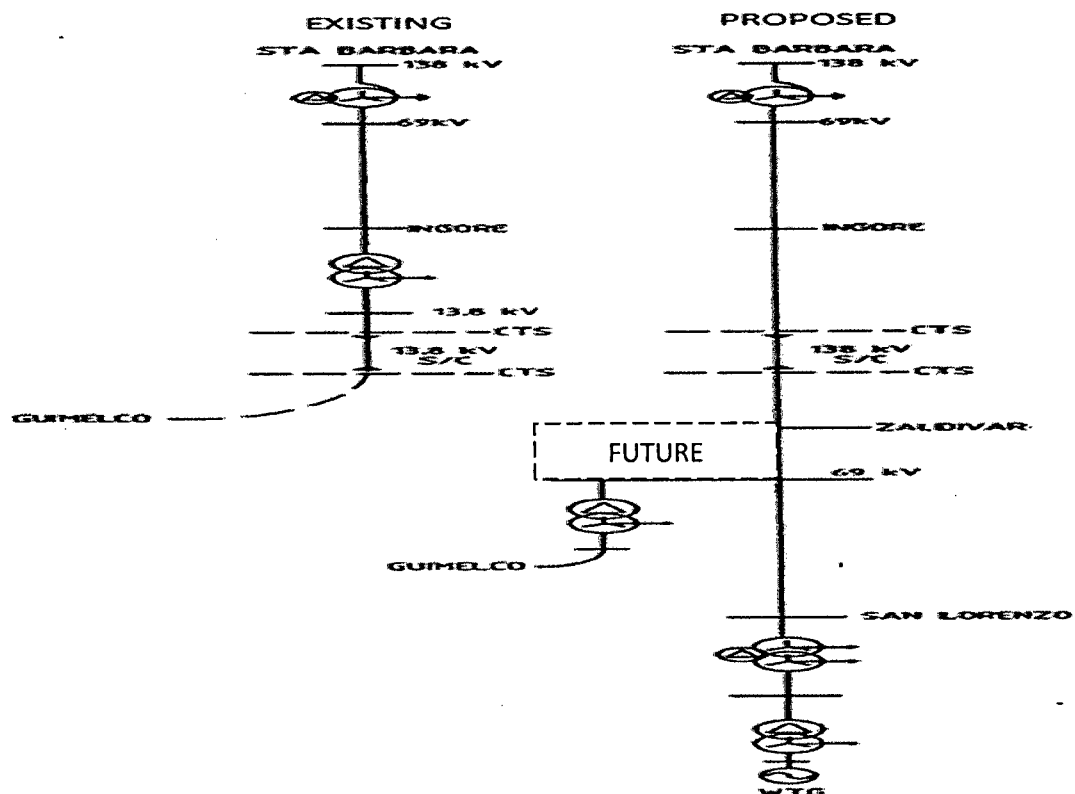 EXISTING
STA BARBARA
138 kV
69kV
INGORE
13.8 kV
CTS
13.8 kV
S/C
CTS
GUIMELCO
PROPOSED
STA BARBARA
138 kV
69kV
INGORE
CTS
138 kV
S/C
CTS
ZALDIVAR
FUTURE
69 kV
GUIMELCO
SAN LORENZO
WTG